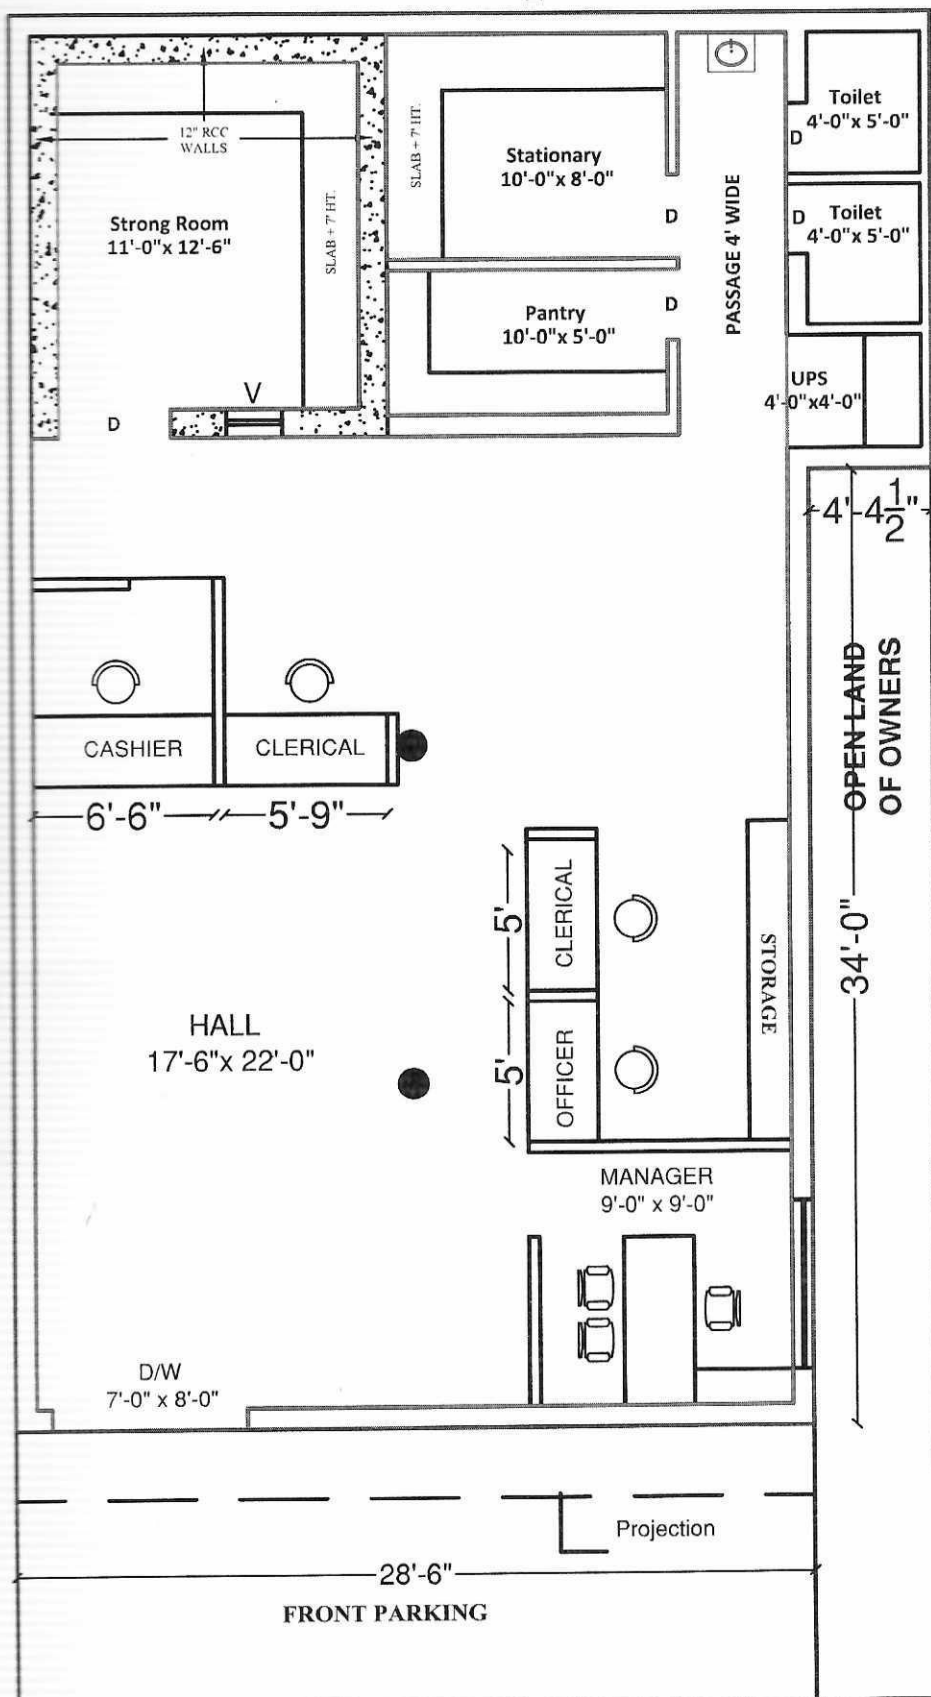 12" RCC
WALLS
Strong Room
11'-0"x 12'-6"
SLAB + 7' HT.
V
D
SLAB + 7' HT.
Stationary
10'-0"x 8'-0"
D
Pantry
10'-0"x 5'-0"
D
PASSAGE 4' WIDE
Toilet
4'-0"x 5'-0"
D
Toilet
4'-0"x 5'-0"
D
UPS
4'-0"x4'-0"
4'-4 1/2"
OPEN LAND
OF OWNERS
34'-0"
CASHIER
CLERICAL
6'-6"
5'-9"
CLERICAL
5'
OFFICER
5'
STORAGE
HALL
17'-6"x 22'-0"
MANAGER
9'-0" x 9'-0"
D/W
7'-0" x 8'-0"
Projection
28'-6"
FRONT PARKING